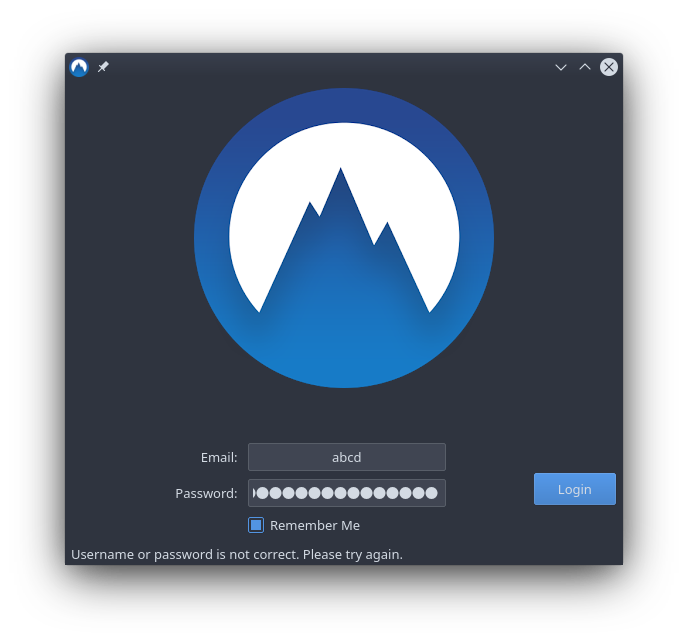 Email:
abcd
Password:
●●●●●●●●●●●●●●
Login
Remember Me
Username or password is not correct. Please try again.